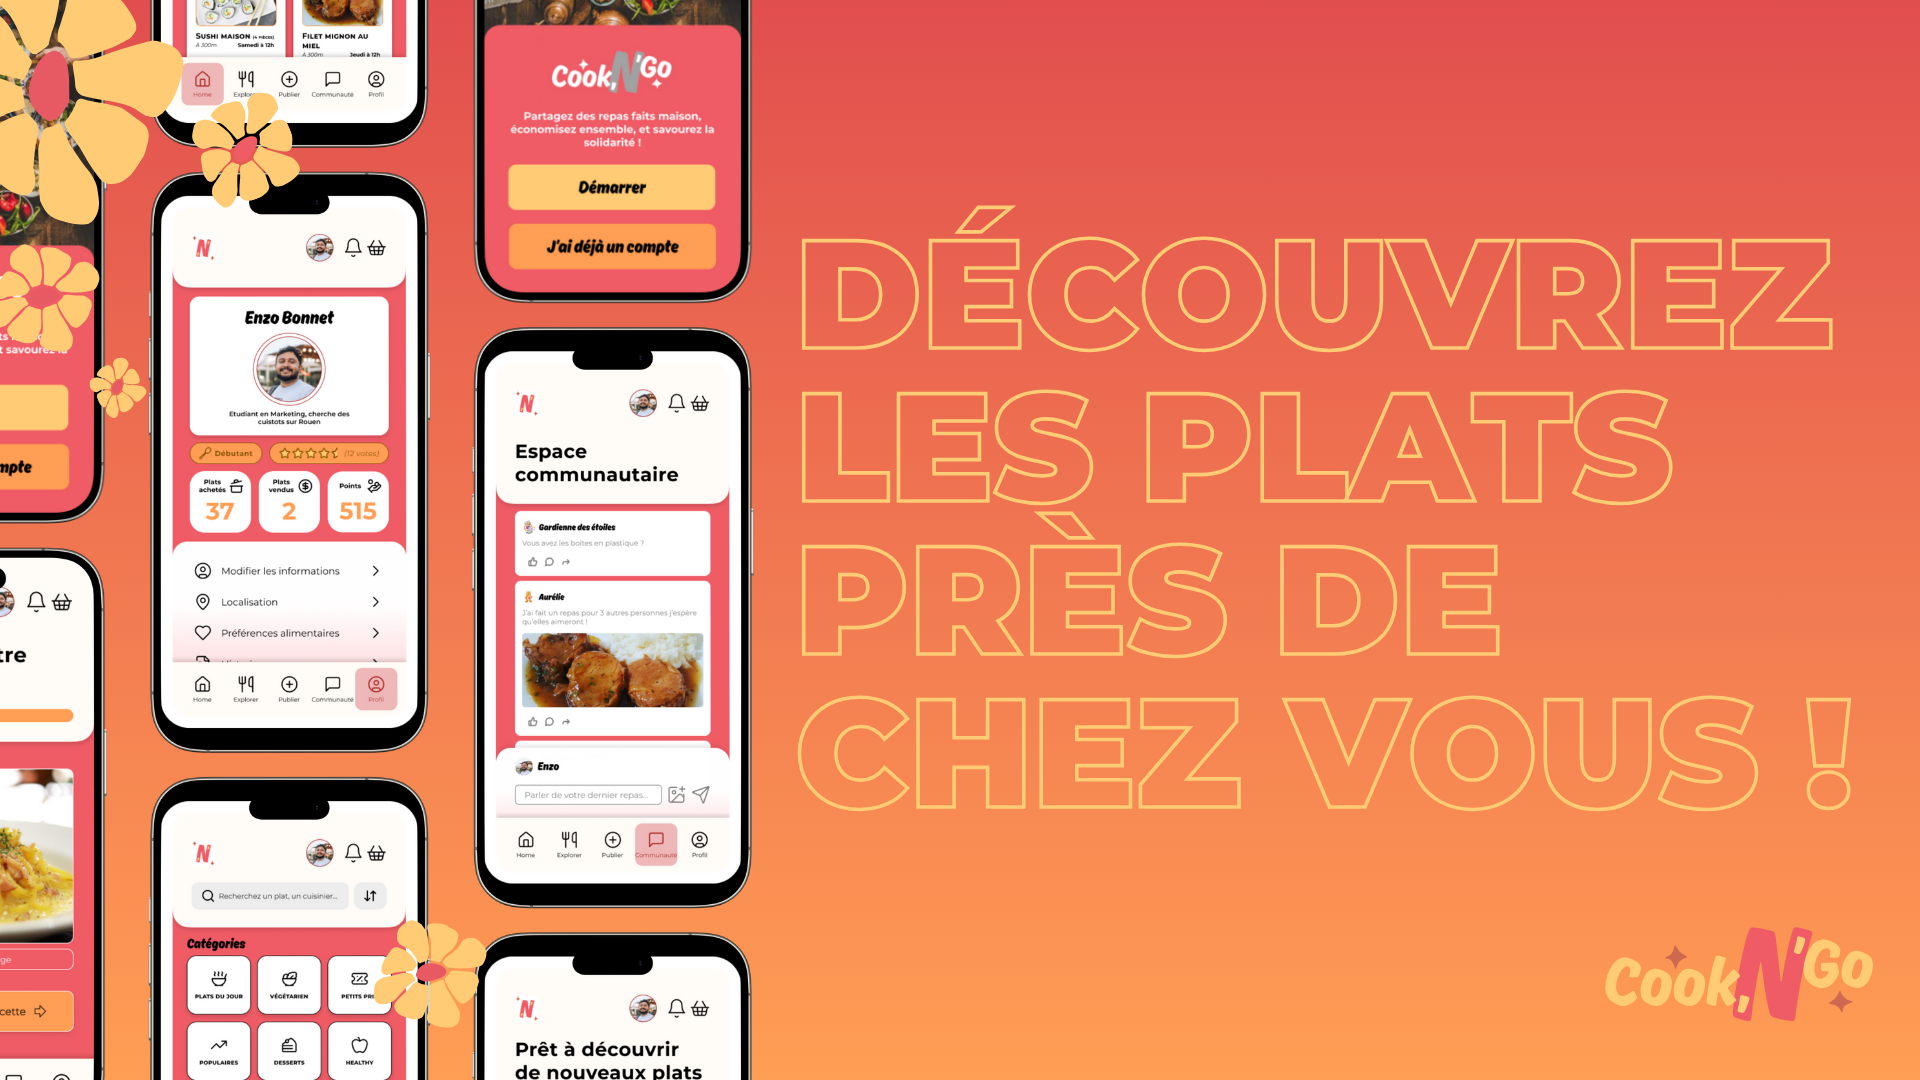 SUSHI MAISON (4 PIÈCES)
À 300m Samedi à 12h
FILET MIGNON AU
MIEL
À 300m Jeudi à 12h
Home Explorer Publier Communauté Profil
Cook,N'Go
Partagez des repas faits maison,
économisez ensemble, et savourez la
solidarité !
Démarrer
J'ai déjà un compte
t savourez la
mpte
tre
ge
cette
'N.
Enzo Bonnet
Etudiant en Marketing, cherche des
cuistots sur Rouen
Débutant
(12 votes)
Plats
achetés
37
Plats
vendus
2
Points
515
Modifier les informations
Localisation
Préférences alimentaires
Home Explorer Publier Communauté Profil
'N.
Recherchez un plat, un cuisinier...
Catégories
PLATS DU JOUR
VÉGÉTARIEN
PETITS PRI
POPULAIRES
DESSERTS
HEALTHY
'N.
Espace
communautaire
Gardienne des étoiles
Vous avez les boites en plastique ?
Aurélie
J'ai fait un repas pour 3 autres personnes j'espère
qu'elles aimeront !
Enzo
Parler de votre dernier repas...
Home Explorer Publier Communauté Profil
'N.
Prêt à découvrir
de nouveaux plats
DÉCOUVREZ
LES PLATS
PRÈS DE
CHEZ VOUS !
Cook,N'Go